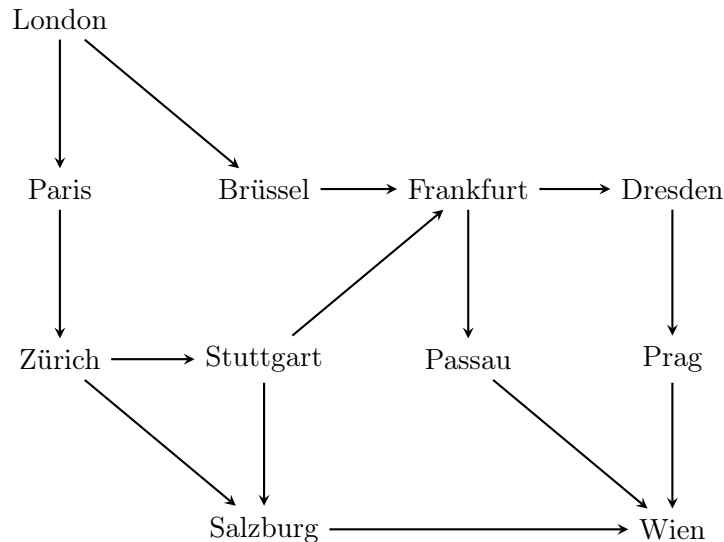 London
Paris
Brüssel
Frankfurt
Dresden
Zürich
Stuttgart
Passau
Prag
Salzburg
Wien